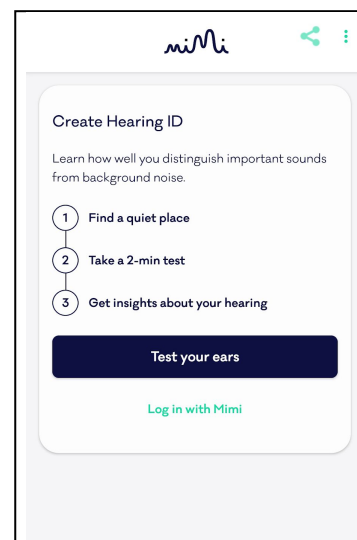 miMi
Create Hearing ID
Learn how well you distinguish important sounds
from background noise.
1 Find a quiet place
2 Take a 2-min test
3 Get insights about your hearing
Test your ears
Log in with Mimi